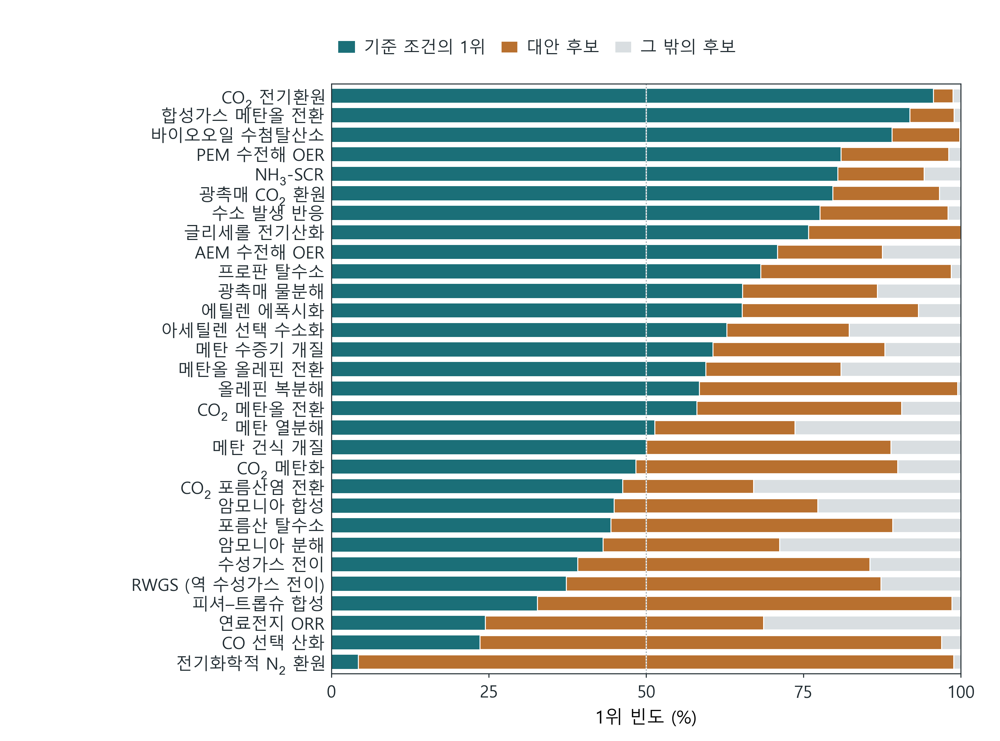 기준 조건의 1위 대안 후보 그 밖의 후보
CO₂ 전기환원
합성가스 메탄올 전환
바이오오일 수첨탈산소
PEM 수전해 OER
NH₃-SCR
광촉매 CO₂ 환원
수소 발생 반응
글리세롤 전기산화
AEM 수전해 OER
프로판 탈수소
광촉매 물분해
에틸렌 에폭시화
아세틸렌 선택 수소화
메탄 수증기 개질
메탄올 올레핀 전환
올레핀 복분해
CO₂ 메탄올 전환
메탄 열분해
메탄 건식 개질
CO₂ 메탄화
CO₂ 포름산염 전환
암모니아 합성
포름산 탈수소
암모니아 분해
수성가스 전이
RWGS (역 수성가스 전이)
피셔–트롭슈 합성
연료전지 ORR
CO 선택 산화
전기화학적 N₂ 환원
0 25 50 75 100
1위 빈도 (%)